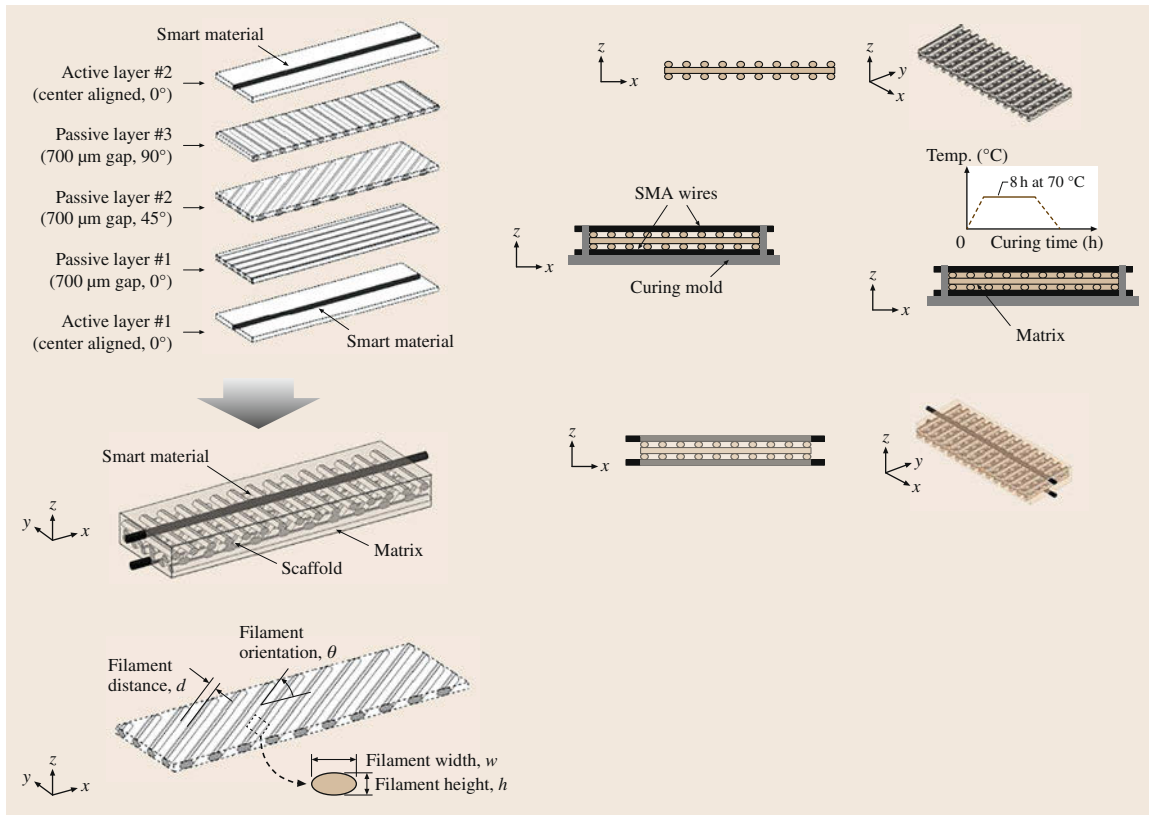 Smart material
Active layer #2
(center aligned, 0°)
Passive layer #3
(700 µm gap, 90°)
Passive layer #2
(700 µm gap, 45°)
Passive layer #1
(700 µm gap, 0°)
Active layer #1
(center aligned, 0°)
Smart material
Smart material
z
y
x
Matrix
Scaffold
Filament
orientation, θ
Filament
distance, d
z
y
x
Filament width, w
Filament height, h
z
x
z
y
x
Temp. (°C)
8 h at 70 °C
0
Curing time (h)
SMA wires
z
x
Curing mold
z
x
Matrix
z
x
z
y
x